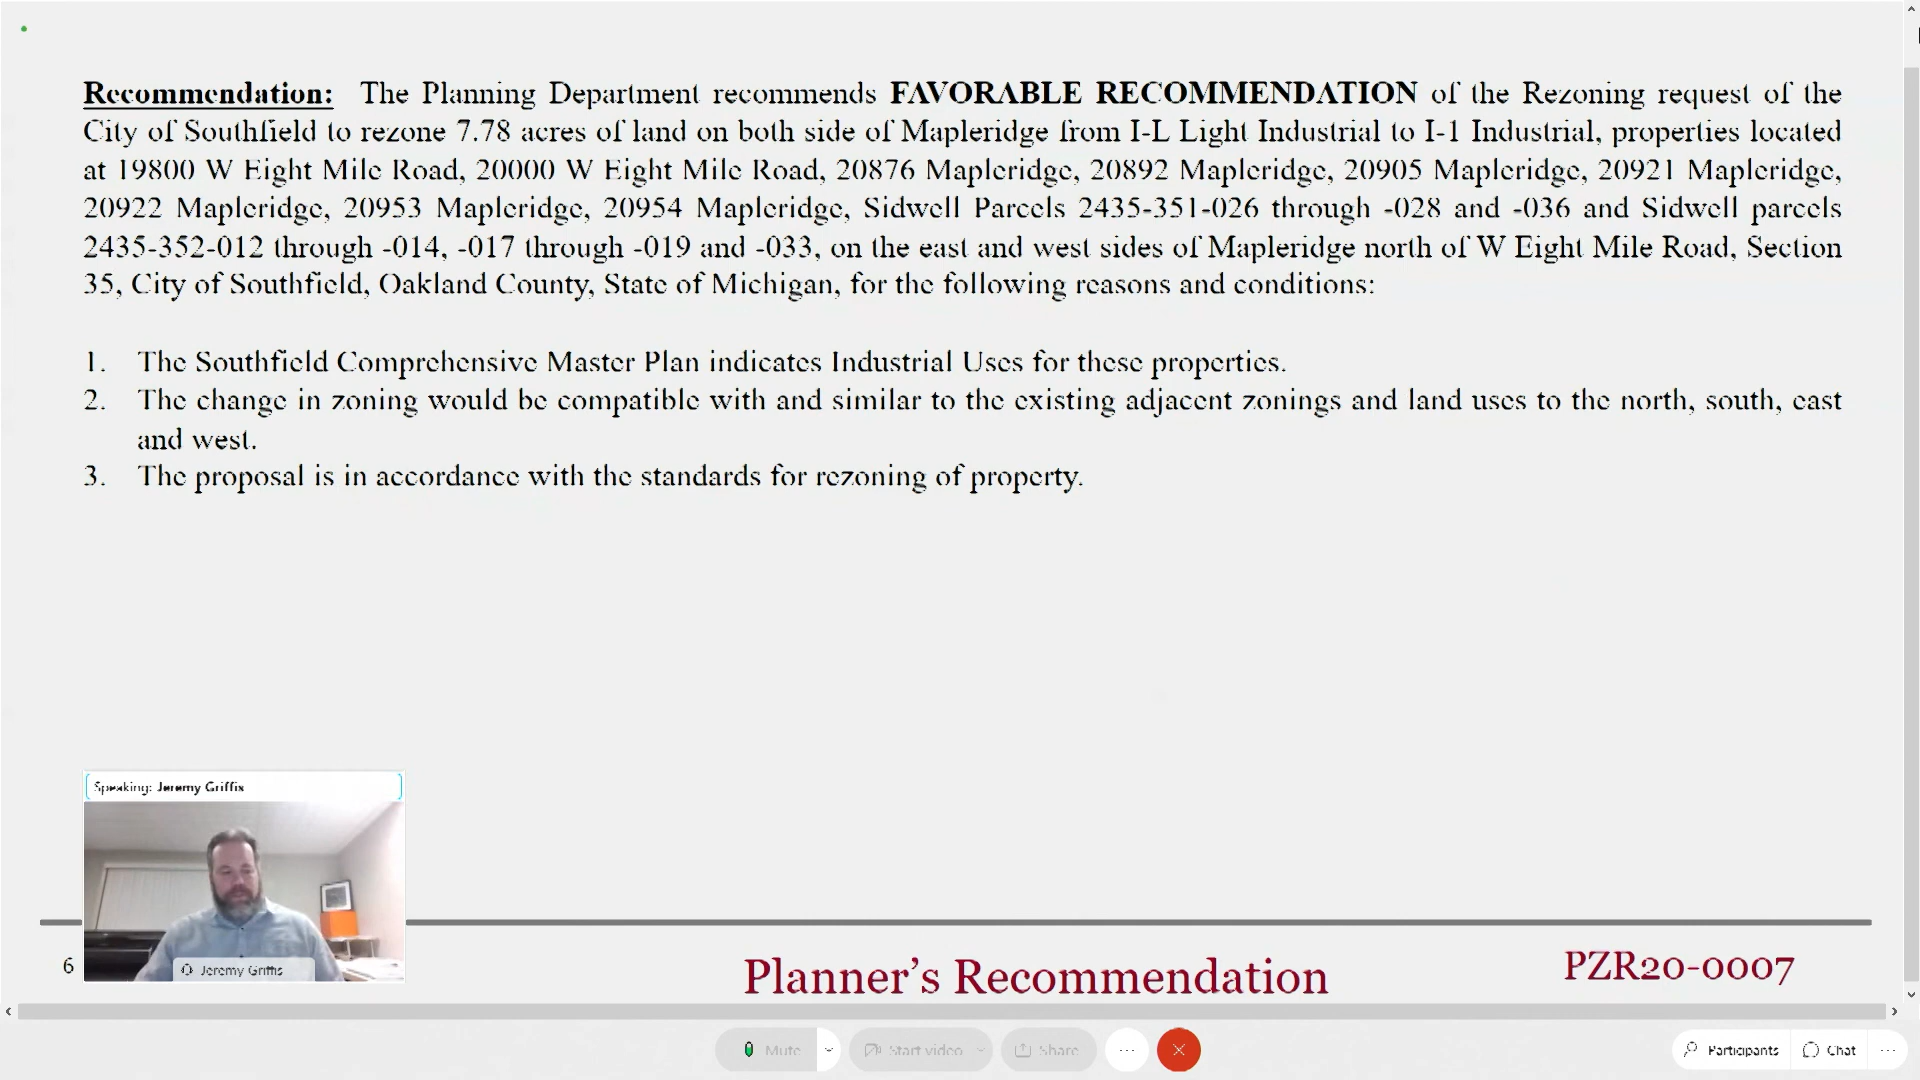 Recommendation: The Planning Department recommends FAVORABLE RECOMMENDATION of the Rezoning request of the
City of Southfield to rezone 7.78 acres of land on both side of Mapleridge from I-L Light Industrial to I-1 Industrial, properties located
at 19800 W Eight Mile Road, 20000 W Eight Mile Road, 20876 Mapleridge, 20892 Mapleridge, 20905 Mapleridge, 20921 Mapleridge,
20922 Mapleridge, 20953 Mapleridge, 20954 Mapleridge, Sidwell Parcels 2435-351-026 through -028 and -036 and Sidwell parcels
2435-352-012 through -014, -017 through -019 and -033, on the east and west sides of Mapleridge north of W Eight Mile Road, Section
35, City of Southfield, Oakland County, State of Michigan, for the following reasons and conditions:
1. The Southfield Comprehensive Master Plan indicates Industrial Uses for these properties.
2. The change in zoning would be compatible with and similar to the existing adjacent zonings and land uses to the north, south, east
and west.
3. The proposal is in accordance with the standards for rezoning of property.
Speaking: Jeremy Griffis
Jeremy Griffis
6
Planner's Recommendation
PZR20-0007
Mute
Start video
Share
Participants
Chat